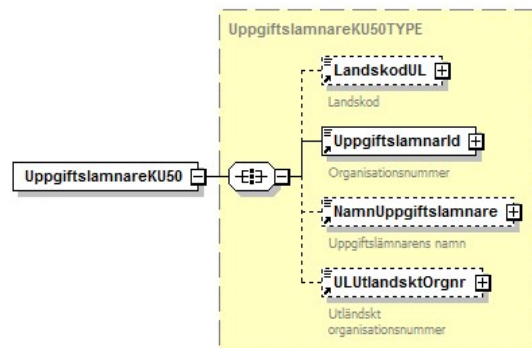 UppgiftslamnareKU50TYPE
LandskodUL
Landskod
UppgiftslamnarId
Organisationsnummer
UppgiftslamnareKU50
NamnUppgiftslamnare
Uppgiftslämnarens namn
ULUtlandsktOrgnr
Utländskt
organisationsnummer